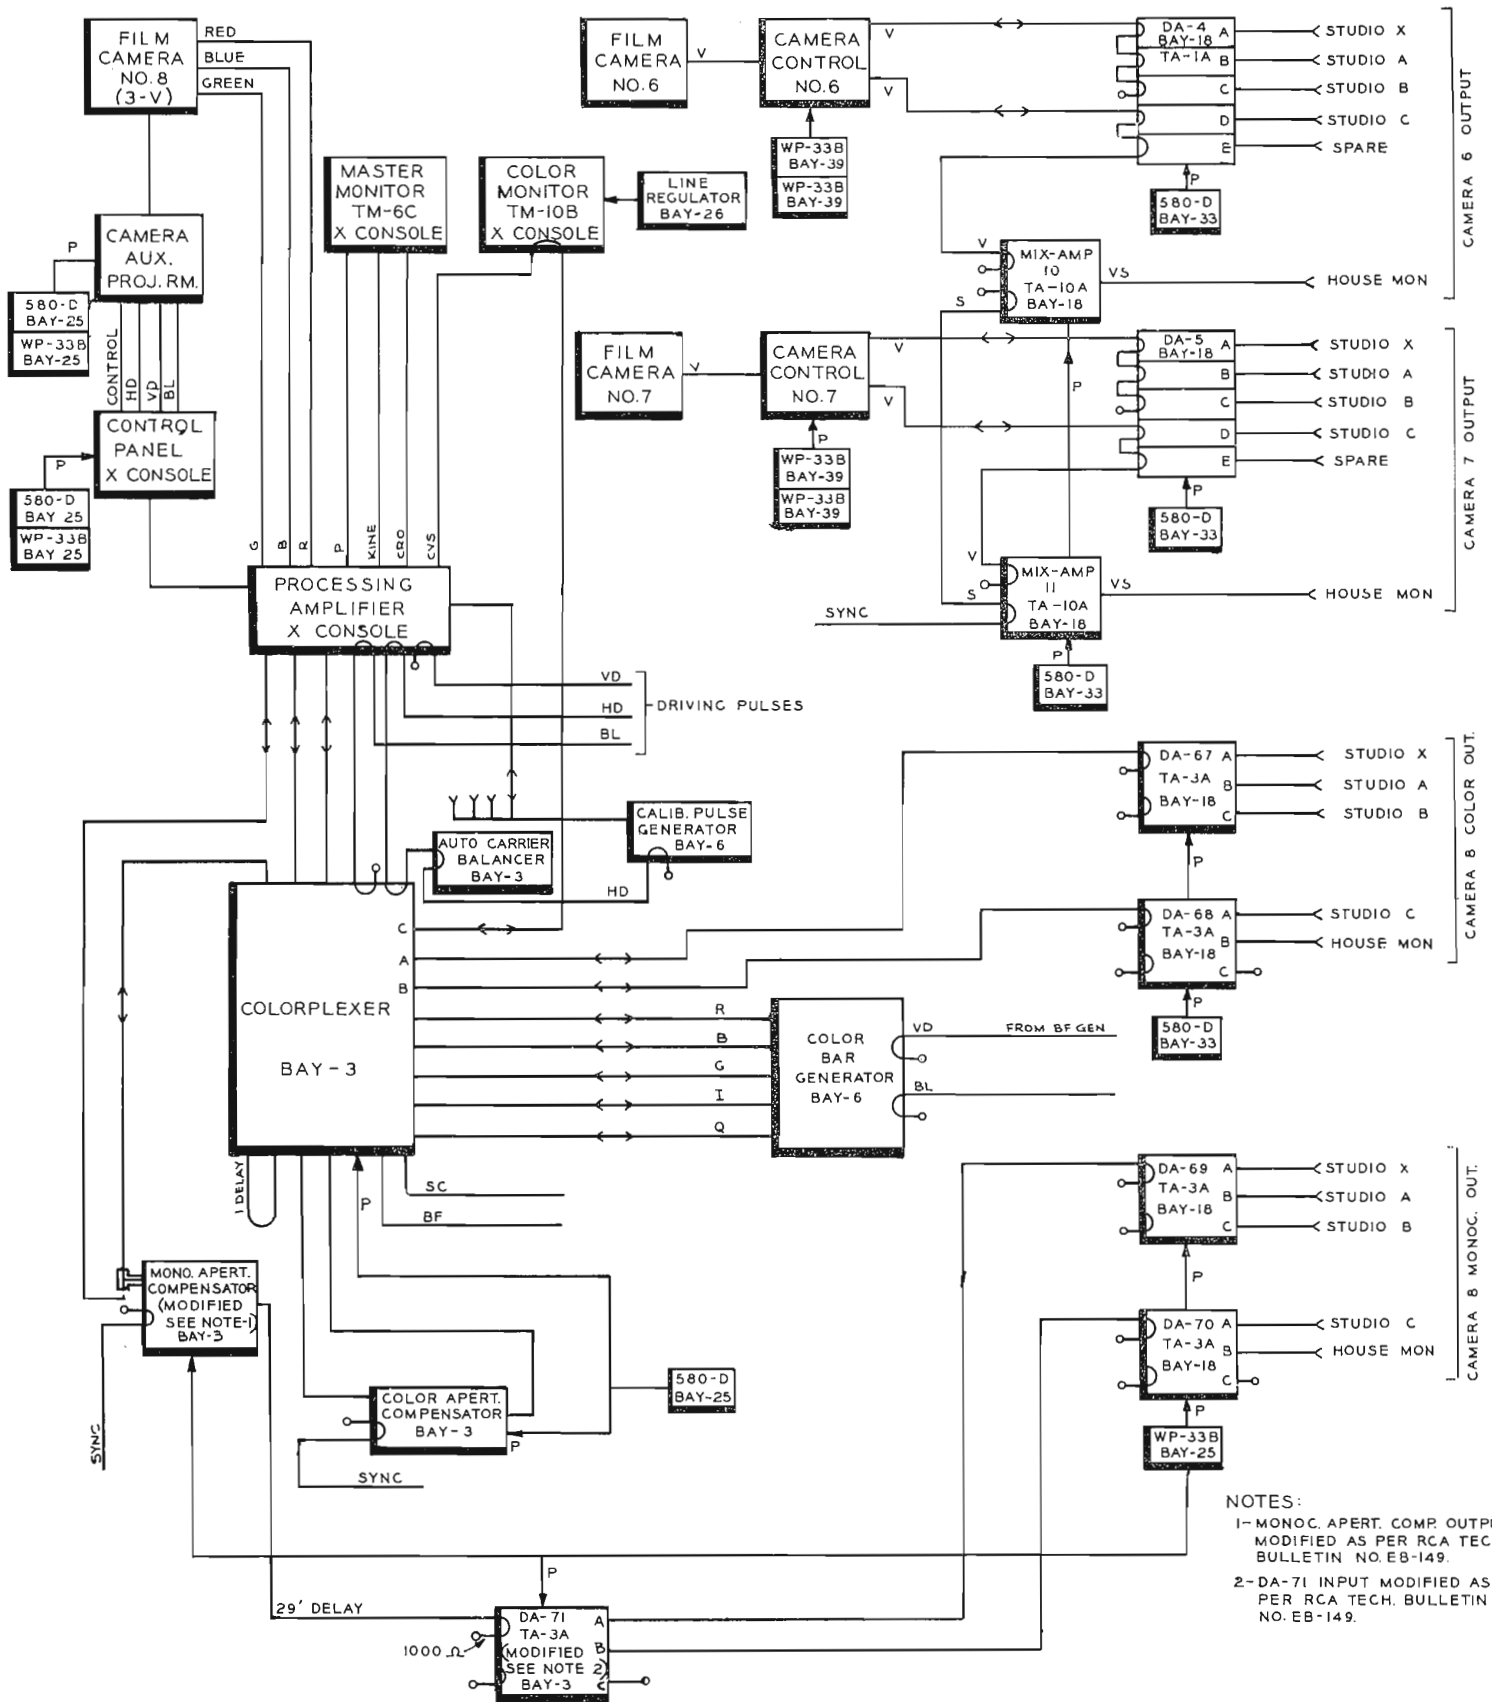 FILM
CAMERA
NO. 8
(3-V)
RED
BLUE
GREEN
CAMERA
AUX.
PROJ. RM.
P
580-D
BAY-25
WP-33B
BAY-25
CONTROL
HD
VD
BL
CONTROL
PANEL
X CONSOLE
P
580-D
BAY 25
WP-33B
BAY 25
MASTER
MONITOR
TM-6C
X CONSOLE
COLOR
MONITOR
TM-10B
X CONSOLE
LINE
REGULATOR
BAY-26
G
B
R
P
KINE
CRO
CVS
PROCESSING
AMPLIFIER
X CONSOLE
VD
HD
BL
DRIVING PULSES
FILM
CAMERA
NO. 6
V
CAMERA
CONTROL
NO. 6
V
V
WP-33B
BAY-39
WP-33B
BAY-39
DA-4
BAY-18
TA-1A
A
B
C
D
E
STUDIO X
STUDIO A
STUDIO B
STUDIO C
SPARE
P
580-D
BAY-33
V
S
MIX-AMP
10
TA-10A
BAY-18
VS
HOUSE MON
CAMERA 6 OUTPUT
FILM
CAMERA
NO. 7
V
CAMERA
CONTROL
NO. 7
V
V
P
WP-33B
BAY-39
WP-33B
BAY-39
P
DA-5
BAY-18
A
B
C
D
E
STUDIO X
STUDIO A
STUDIO B
STUDIO C
SPARE
P
580-D
BAY-33
V
S
SYNC
MIX-AMP
11
TA-10A
BAY-18
VS
HOUSE MON
P
580-D
BAY-33
CAMERA 7 OUTPUT
AUTO CARRIER
BALANCER
BAY-3
CALIB. PULSE
GENERATOR
BAY-6
HD
COLORPLEXER
BAY-3
C
A
B
R
B
G
I
Q
COLOR
BAR
GENERATOR
BAY-6
VD
FROM BF GEN
BL
DA-67
TA-3A
BAY-18
A
B
C
STUDIO X
STUDIO A
STUDIO B
P
DA-68
TA-3A
BAY-18
A
B
C
STUDIO C
HOUSE MON
P
580-D
BAY-33
CAMERA 8 COLOR OUT.
I DELAY
P
SC
BF
MONO. APERT.
COMPENSATOR
(MODIFIED
SEE NOTE-1)
BAY-3
SYNC
COLOR APERT.
COMPENSATOR
BAY-3
P
SYNC
580-D
BAY-25
DA-69
TA-3A
BAY-18
A
B
C
STUDIO X
STUDIO A
STUDIO B
P
DA-70
TA-3A
BAY-18
A
B
C
STUDIO C
HOUSE MON
P
WP-33B
BAY-25
CAMERA 8 MONOC. OUT.
29' DELAY
1000 Ω
P
DA-71
TA-3A
(MODIFIED
SEE NOTE 2)
BAY-3
A
B
C
NOTES:
1-MONOC. APERT. COMP. OUTP
MODIFIED AS PER RCA TEC
BULLETIN NO. EB-149.
2-DA-71 INPUT MODIFIED AS
PER RCA TECH. BULLETIN
NO. EB-149.